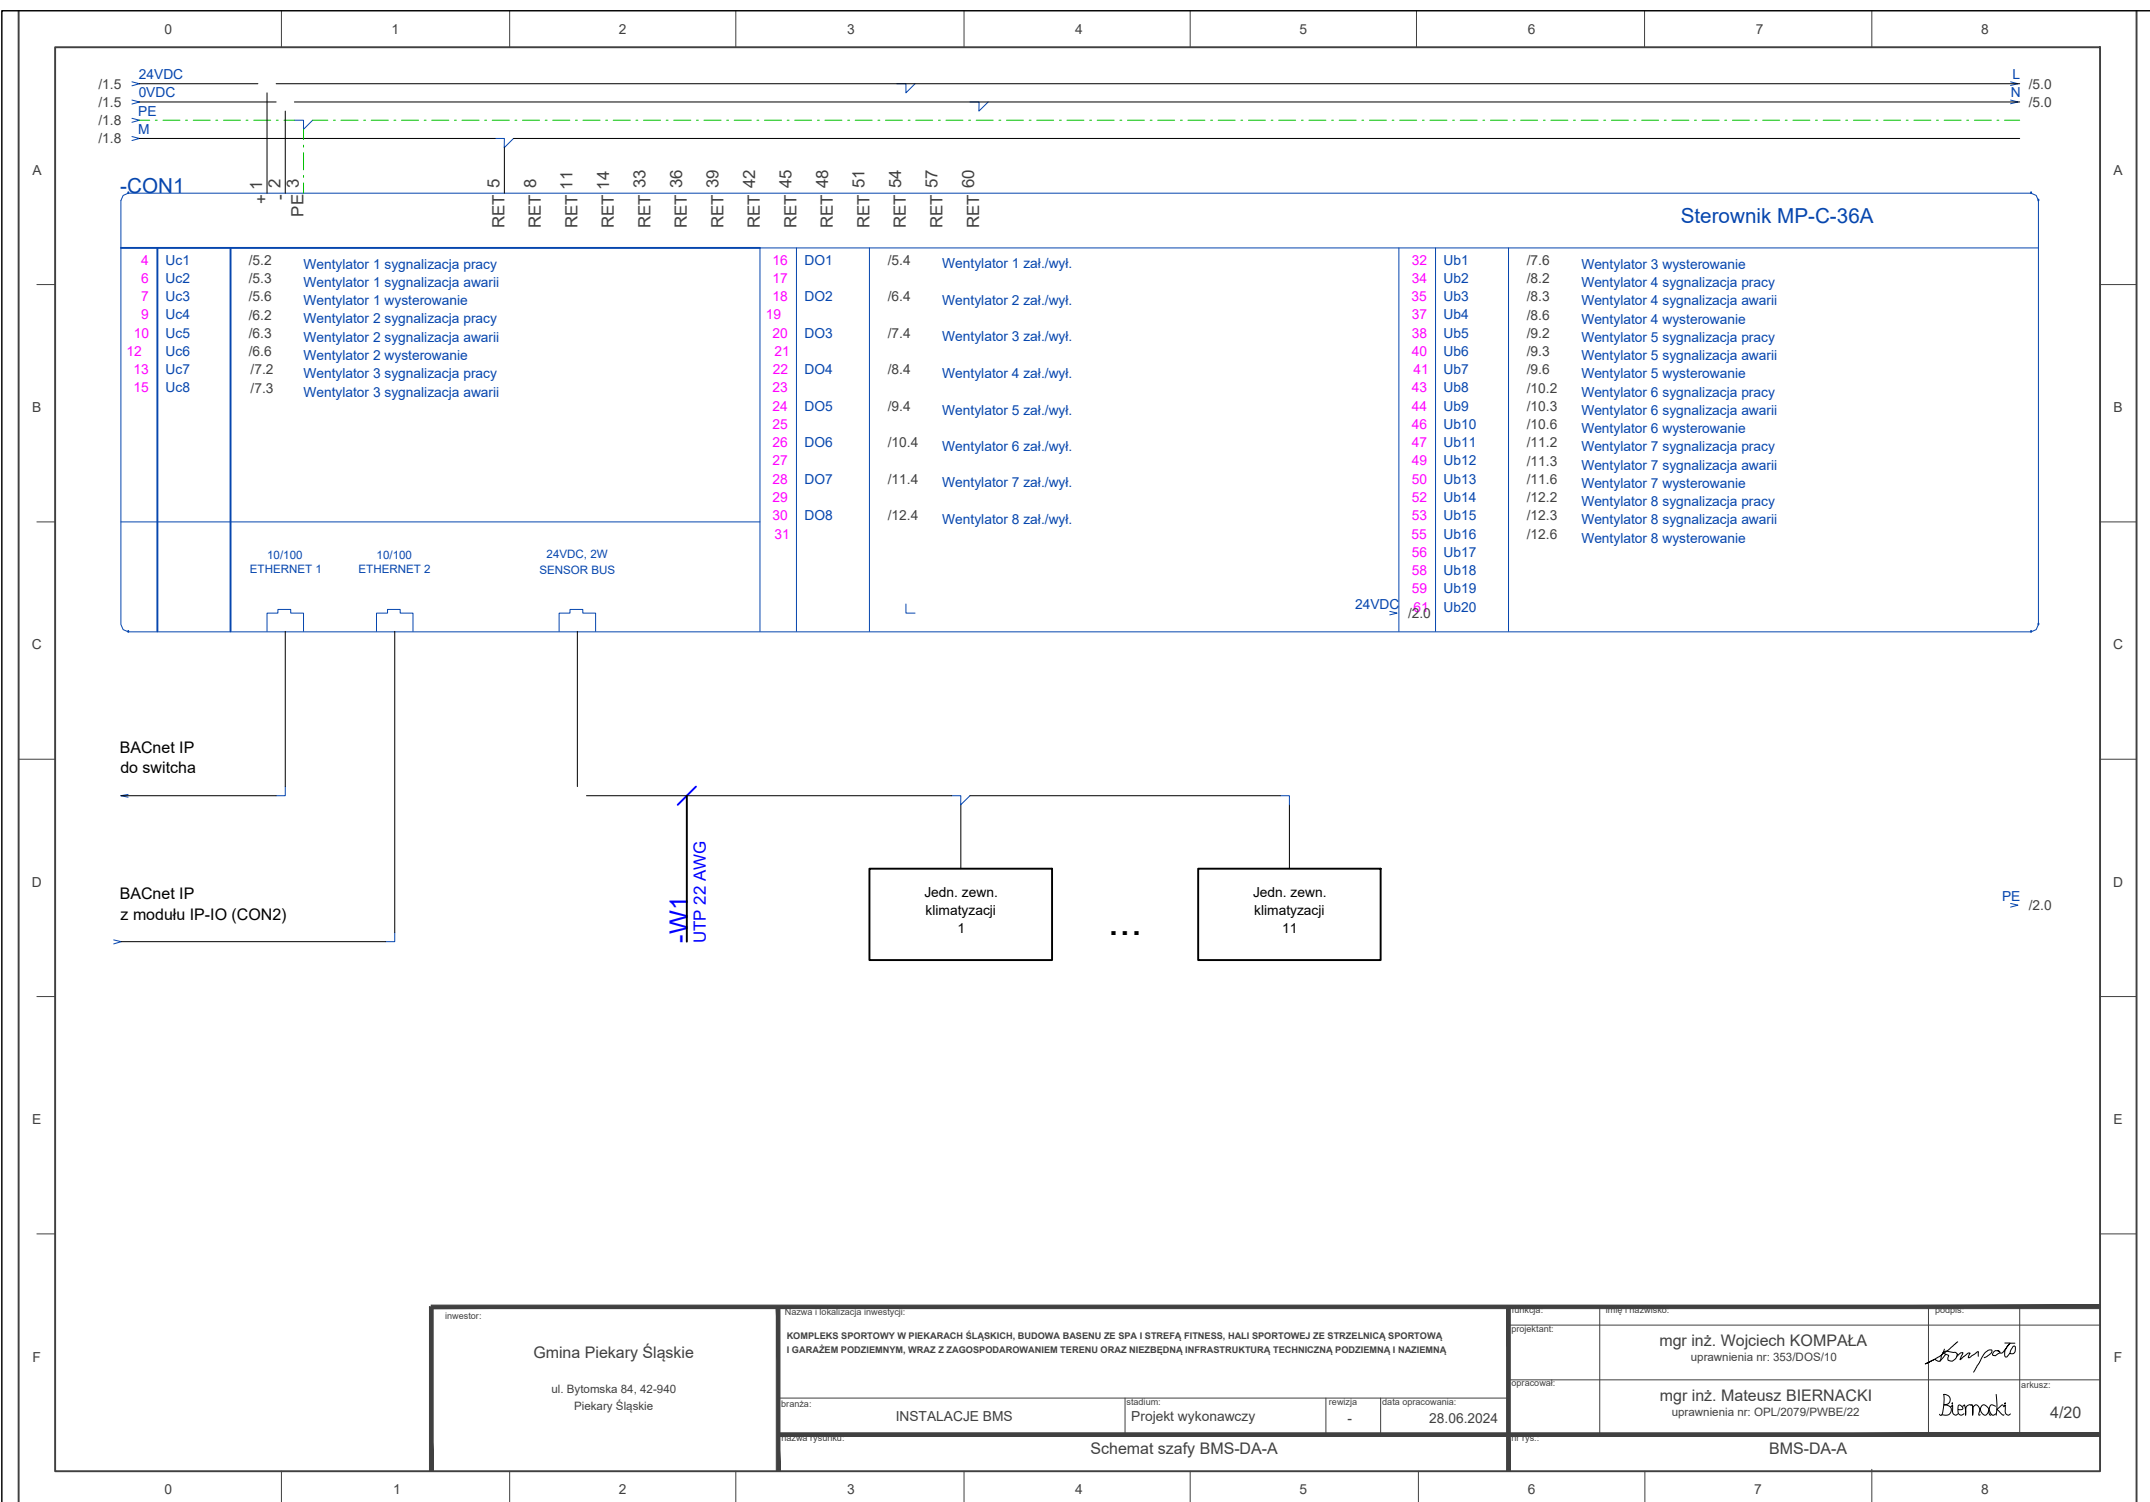 0 1 2 3 4 5 6 7 8
/1.5 24VDC L /5.0
/1.5 0VDC N /5.0
/1.8 PE
/1.8 M
A A
-CON1
+ 1
- 2
PE 3
RET 5
RET 8
RET 11
RET 14
RET 33
RET 36
RET 39
RET 42
RET 45
RET 48
RET 51
RET 54
RET 57
RET 60
Sterownik MP-C-36A
4 Uc1 /5.2 Wentylator 1 sygnalizacja pracy
6 Uc2 /5.3 Wentylator 1 sygnalizacja awarii
7 Uc3 /5.6 Wentylator 1 wysterowanie
9 Uc4 /6.2 Wentylator 2 sygnalizacja pracy
10 Uc5 /6.3 Wentylator 2 sygnalizacja awarii
12 Uc6 /6.6 Wentylator 2 wysterowanie
13 Uc7 /7.2 Wentylator 3 sygnalizacja pracy
15 Uc8 /7.3 Wentylator 3 sygnalizacja awarii
16 DO1 /5.4 Wentylator 1 zał./wył.
17
18 DO2 /6.4 Wentylator 2 zał./wył.
19
20 DO3 /7.4 Wentylator 3 zał./wył.
21
22 DO4 /8.4 Wentylator 4 zał./wył.
23
24 DO5 /9.4 Wentylator 5 zał./wył.
25
26 DO6 /10.4 Wentylator 6 zał./wył.
27
28 DO7 /11.4 Wentylator 7 zał./wył.
29
30 DO8 /12.4 Wentylator 8 zał./wył.
31
32 Ub1 /7.6 Wentylator 3 wysterowanie
34 Ub2 /8.2 Wentylator 4 sygnalizacja pracy
35 Ub3 /8.3 Wentylator 4 sygnalizacja awarii
37 Ub4 /8.6 Wentylator 4 wysterowanie
38 Ub5 /9.2 Wentylator 5 sygnalizacja pracy
40 Ub6 /9.3 Wentylator 5 sygnalizacja awarii
41 Ub7 /9.6 Wentylator 5 wysterowanie
43 Ub8 /10.2 Wentylator 6 sygnalizacja pracy
44 Ub9 /10.3 Wentylator 6 sygnalizacja awarii
46 Ub10 /10.6 Wentylator 6 wysterowanie
47 Ub11 /11.2 Wentylator 7 sygnalizacja pracy
49 Ub12 /11.3 Wentylator 7 sygnalizacja awarii
50 Ub13 /11.6 Wentylator 7 wysterowanie
52 Ub14 /12.2 Wentylator 8 sygnalizacja pracy
53 Ub15 /12.3 Wentylator 8 sygnalizacja awarii
55 Ub16 /12.6 Wentylator 8 wysterowanie
56 Ub17
58 Ub18
59 Ub19
61 Ub20
24VDC /2.0
L
B B
10/100
ETHERNET 1
10/100
ETHERNET 2
24VDC, 2W
SENSOR BUS
C C
BACnet IP
do switcha
BACnet IP
z modułu IP-IO (CON2)
-W1
UTP 22 AWG
Jedn. zewn.
klimatyzacji
1
...
Jedn. zewn.
klimatyzacji
11
D D
PE /2.0
E E
F F
inwestor:
Gmina Piekary Śląskie
ul. Bytomska 84, 42-940
Piekary Śląskie
Nazwa i lokalizacja inwestycji:
KOMPLEKS SPORTOWY W PIEKARACH ŚLĄSKICH, BUDOWA BASENU ZE SPA I STREFĄ FITNESS, HALI SPORTOWEJ ZE STRZELNICĄ SPORTOWĄ
I GARAŻEM PODZIEMNYM, WRAZ Z ZAGOSPODAROWANIEM TERENU ORAZ NIEZBĘDNĄ INFRASTRUKTURĄ TECHNICZNĄ PODZIEMNĄ I NAZIEMNĄ
branża: INSTALACJE BMS
stadium: Projekt wykonawczy
rewizja -
data opracowania: 28.06.2024
nazwa rysunku: Schemat szafy BMS-DA-A
funkcja: imię i nazwisko: podpis:
projektant: mgr inż. Wojciech KOMPAŁA
uprawnienia nr: 353/DOS/10
Kompała
opracował: mgr inż. Mateusz BIERNACKI
uprawnienia nr: OPL/2079/PWBE/22
Biernacki
arkusz: 4/20
nr rys.: BMS-DA-A
0 1 2 3 4 5 6 7 8